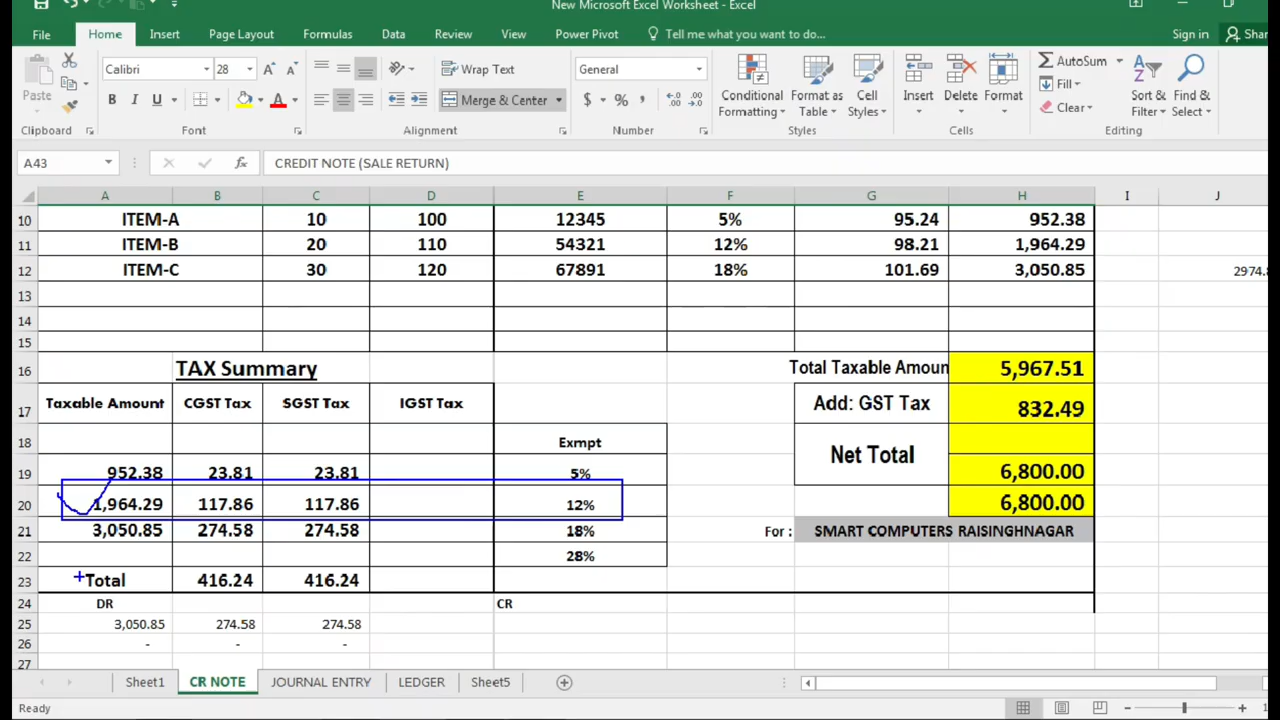 New Microsoft Excel Worksheet - Excel
File Home Insert Page Layout Formulas Data Review View Power Pivot Tell me what you want to do... Sign in Shar
Calibri 28 Wrap Text General AutoSum
Paste B I U Merge & Center $ % , Conditional Formatting Format as Table Cell Styles Insert Delete Format Fill Clear Sort & Filter Find & Select
Clipboard Font Alignment Number Styles Cells Editing
A43 fx CREDIT NOTE (SALE RETURN)
A B C D E F G H I J
10 ITEM-A 10 100 12345 5% 95.24 952.38
11 ITEM-B 20 110 54321 12% 98.21 1,964.29
12 ITEM-C 30 120 67891 18% 101.69 3,050.85 2974.8
13
14
15
16 TAX Summary Total Taxable Amoun 5,967.51
17 Taxable Amount CGST Tax SGST Tax IGST Tax Add: GST Tax 832.49
18 Exmpt Net Total
19 952.38 23.81 23.81 5% 6,800.00
20 1,964.29 117.86 117.86 12% 6,800.00
21 3,050.85 274.58 274.58 18% For : SMART COMPUTERS RAISINGHNAGAR
22 28%
23 Total 416.24 416.24
24 DR CR
25 3,050.85 274.58 274.58
26 - - -
27
Sheet1 CR NOTE JOURNAL ENTRY LEDGER Sheet5
Ready